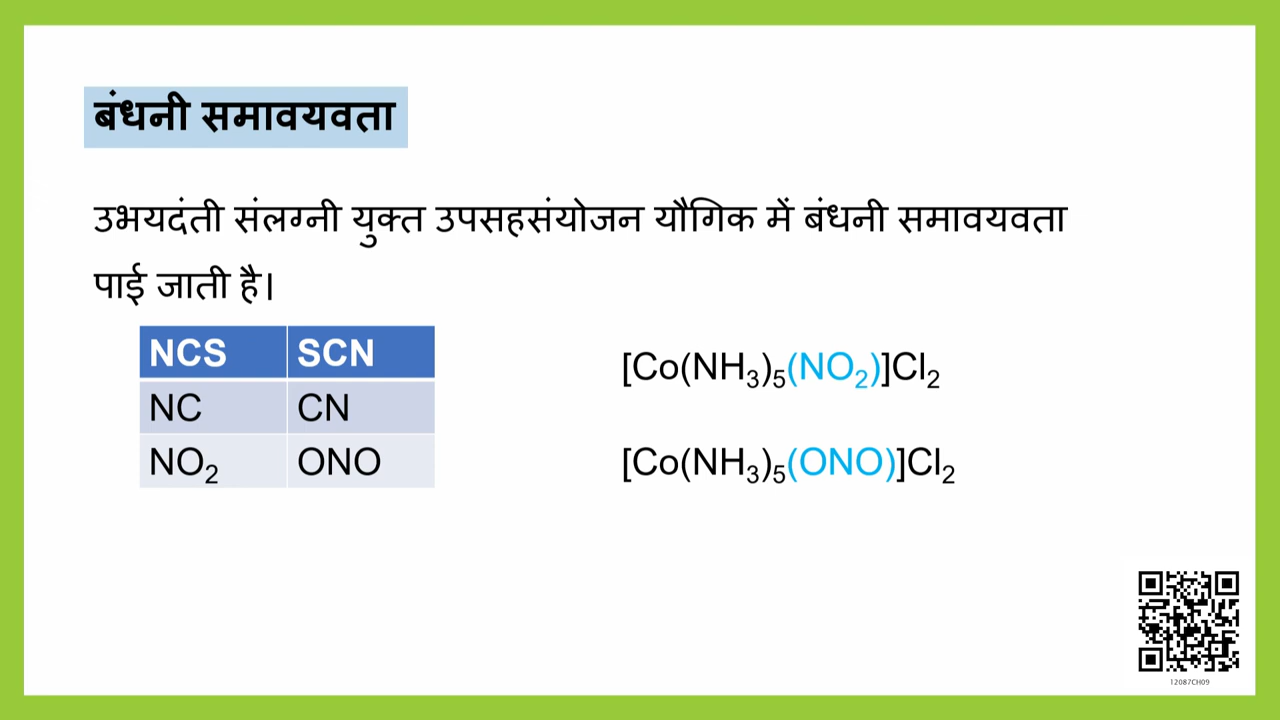 बंधनी समावयवता
उभयदंती संलग्नी युक्त उपसहसंयोजन यौगिक में बंधनी समावयवता
पाई जाती है।
NCS SCN
NC CN
NO₂ ONO
[Co(NH₃)₅(NO₂)]Cl₂
[Co(NH₃)₅(ONO)]Cl₂
12087CH09